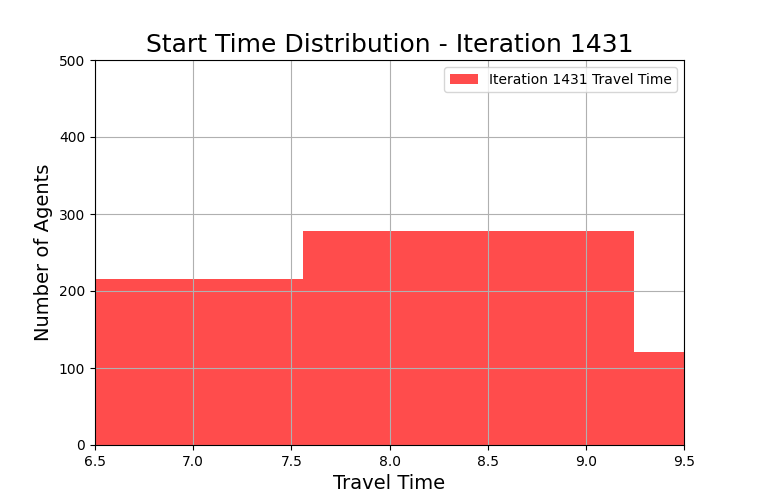 Start Time Distribution - Iteration 1431
Iteration 1431 Travel Time
Number of Agents
500
400
300
200
100
0
6.5 7.0 7.5 8.0 8.5 9.0 9.5
Travel Time